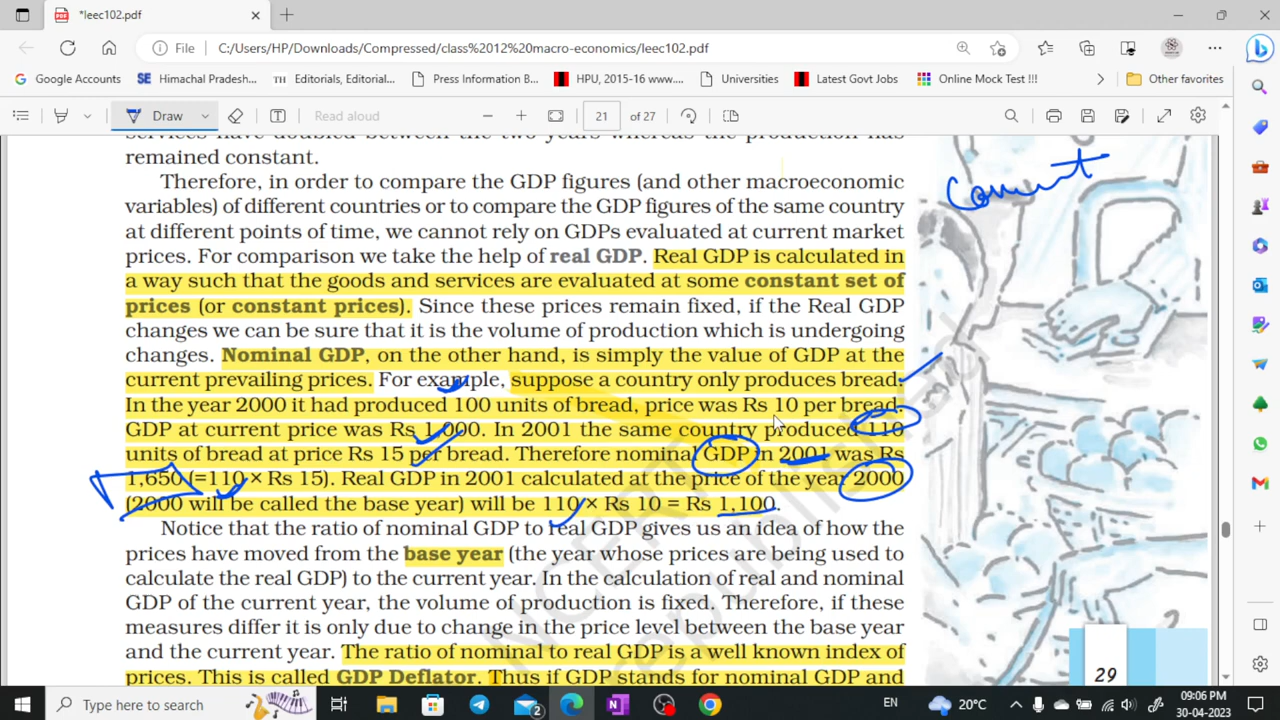 *leec102.pdf
File C:/Users/HP/Downloads/Compressed/class%2012%20macro-economics/leec102.pdf
Google Accounts SE Himachal Pradesh... TH Editorials, Editorial... Press Information B... HPU, 2015-16 www.... Universities Latest Govt Jobs Online Mock Test !!! Other favorites
Draw Read aloud 21 of 27
services have doubled between the two years whereas the production has
remained constant.
Therefore, in order to compare the GDP figures (and other macroeconomic
variables) of different countries or to compare the GDP figures of the same country
at different points of time, we cannot rely on GDPs evaluated at current market
prices. For comparison we take the help of real GDP. Real GDP is calculated in
a way such that the goods and services are evaluated at some constant set of
prices (or constant prices). Since these prices remain fixed, if the Real GDP
changes we can be sure that it is the volume of production which is undergoing
changes. Nominal GDP, on the other hand, is simply the value of GDP at the
current prevailing prices. For example, suppose a country only produces bread.
In the year 2000 it had produced 100 units of bread, price was Rs 10 per bread.
GDP at current price was Rs 1,000. In 2001 the same country produced 110
units of bread at price Rs 15 per bread. Therefore nominal GDP in 2001 was Rs
1,650 (=110 × Rs 15). Real GDP in 2001 calculated at the price of the year 2000
(2000 will be called the base year) will be 110 × Rs 10 = Rs 1,100.
Notice that the ratio of nominal GDP to real GDP gives us an idea of how the
prices have moved from the base year (the year whose prices are being used to
calculate the real GDP) to the current year. In the calculation of real and nominal
GDP of the current year, the volume of production is fixed. Therefore, if these
measures differ it is only due to change in the price level between the base year
and the current year. The ratio of nominal to real GDP is a well known index of
prices. This is called GDP Deflator. Thus if GDP stands for nominal GDP and
NCERT
republished
29
Type here to search
2
20°C
EN
09:06 PM
30-04-2023